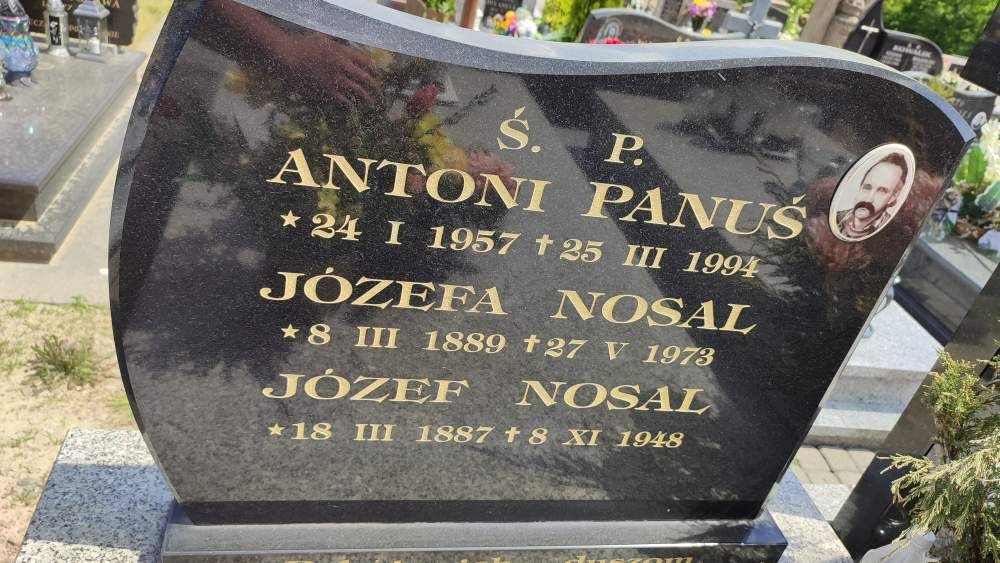 Ś. P.
ANTONI PANUŚ
★ 24 I 1957 † 25 III 1994
JÓZEFA NOSAL
★ 8 III 1889 † 27 V 1973
JÓZEF NOSAL
★ 18 III 1887 † 8 XI 1948
duszom